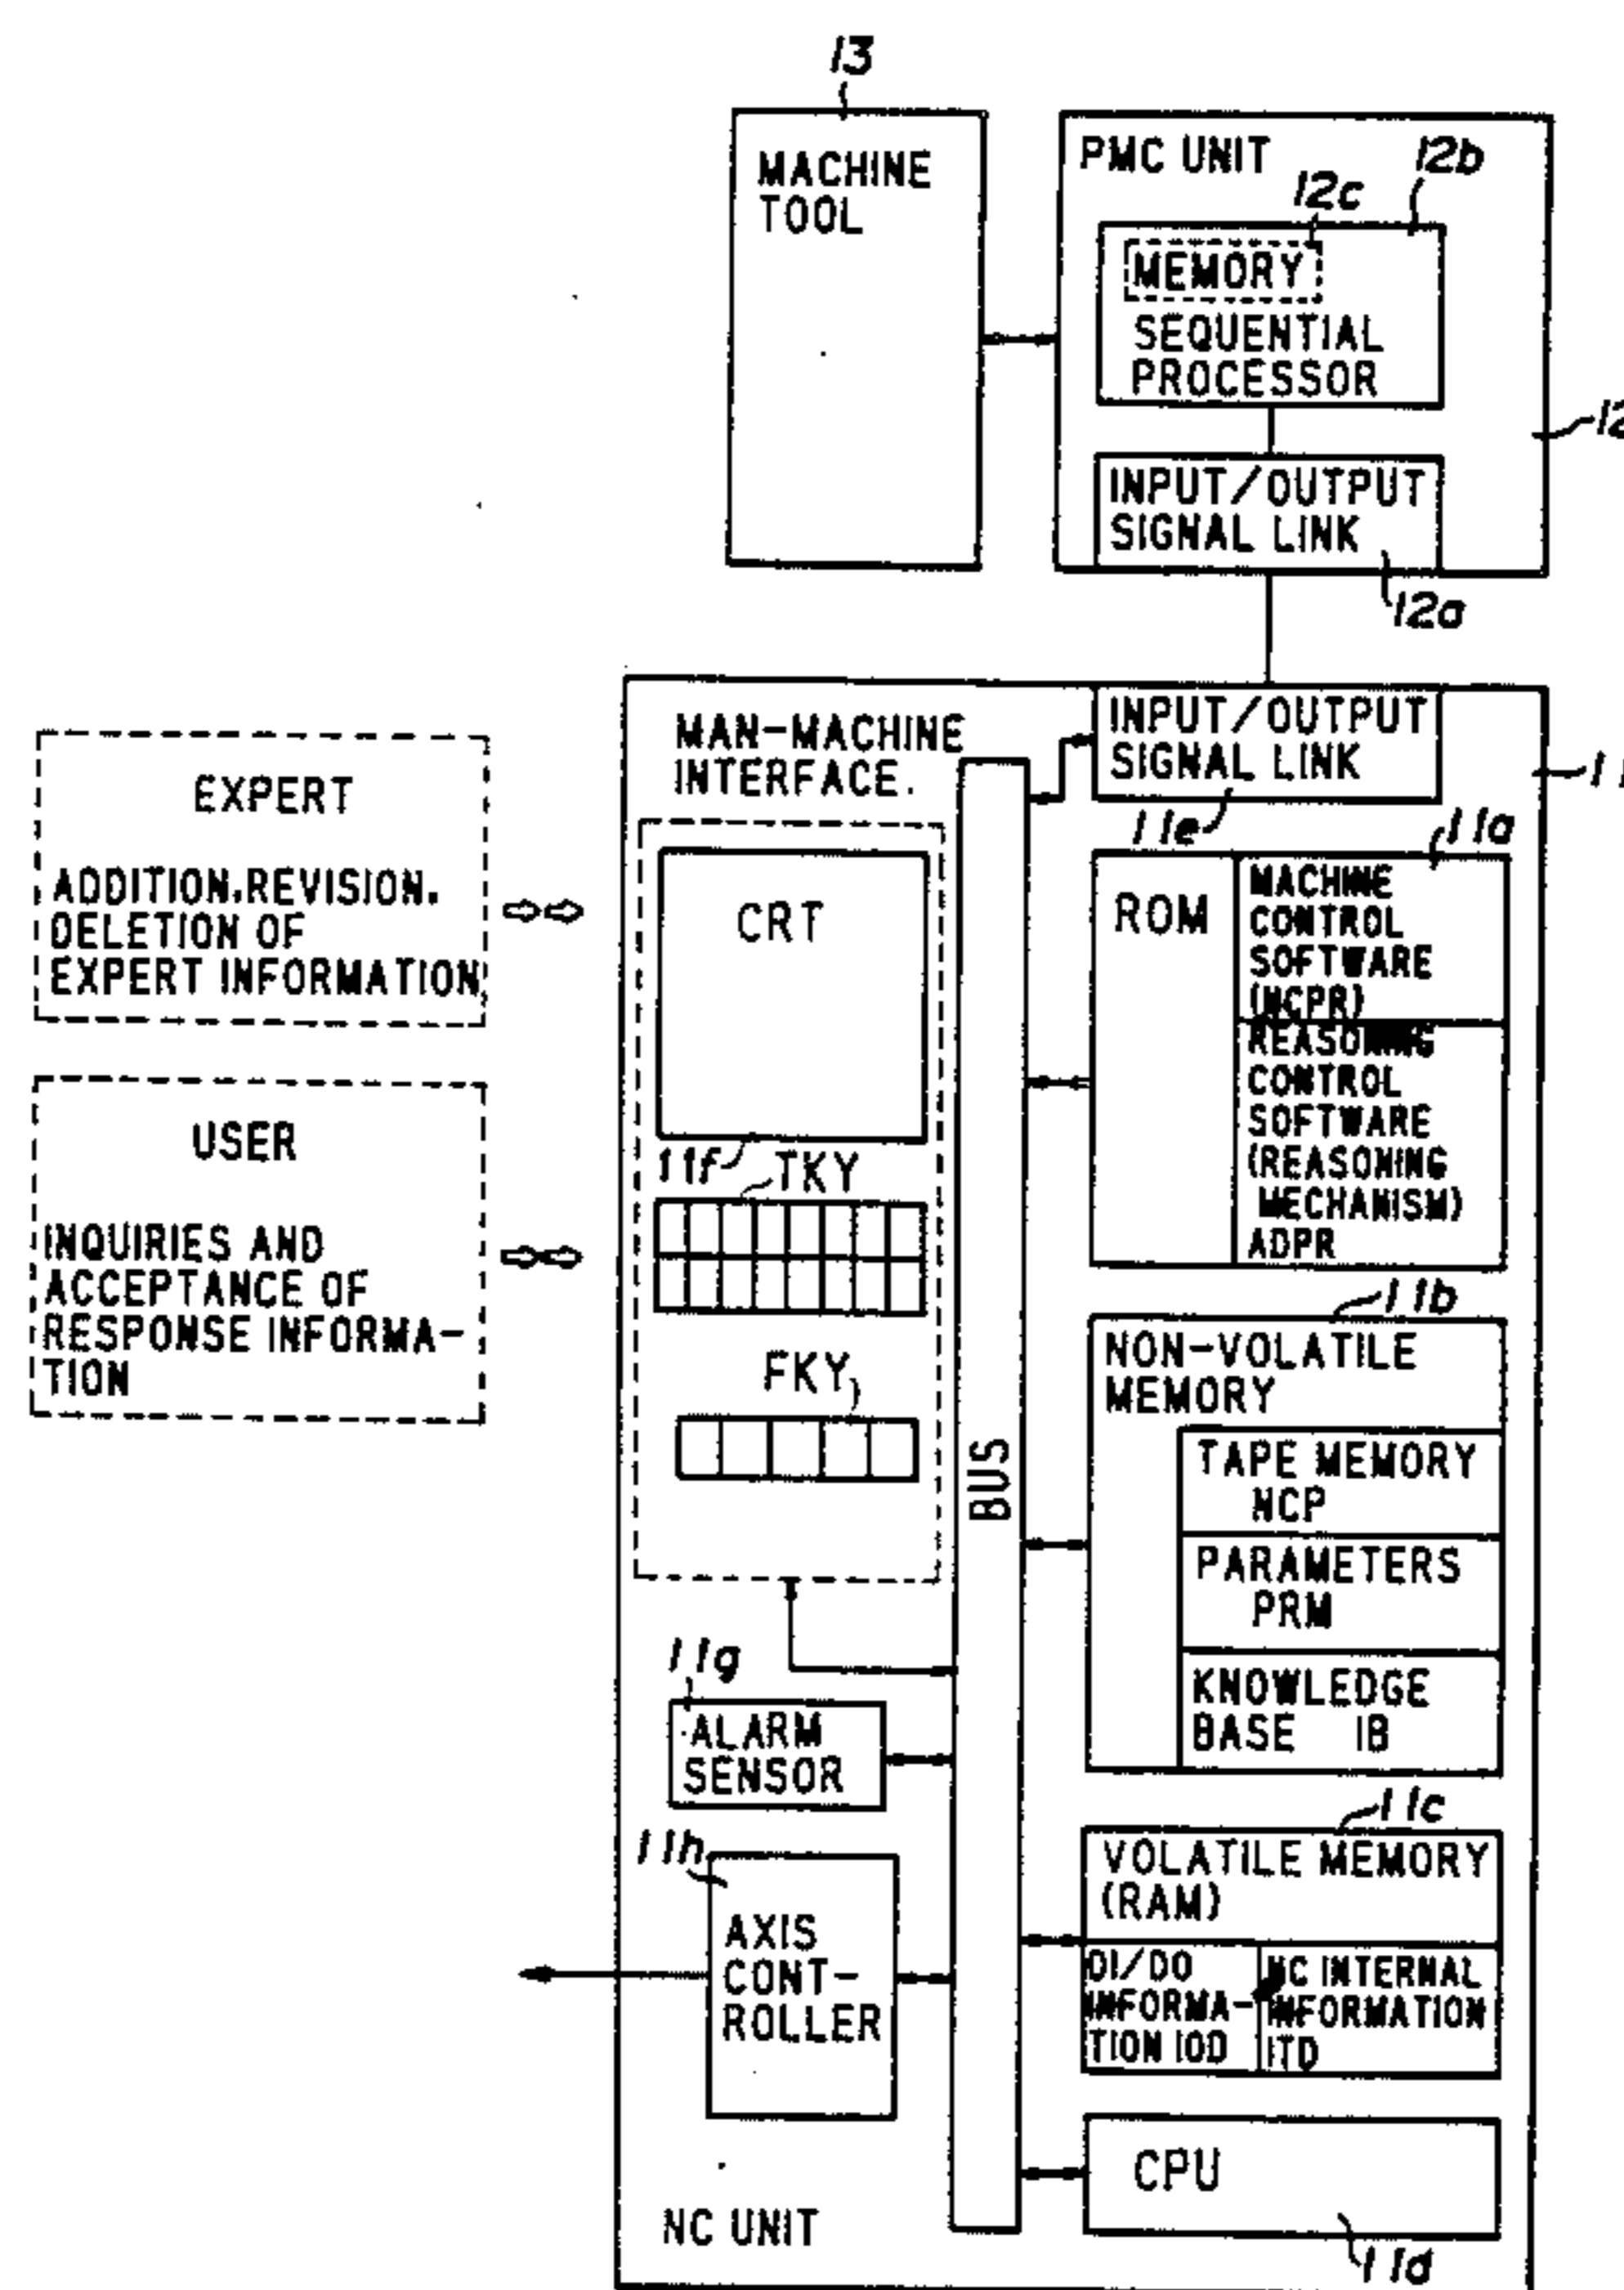 13
MACHINE
TOOL
PMC UNIT
12b
12c
MEMORY
SEQUENTIAL
PROCESSOR
12
INPUT/OUTPUT
SIGNAL LINK
12a
EXPERT
ADDITION, REVISION,
DELETION OF
EXPERT INFORMATION
USER
INQUIRIES AND
ACCEPTANCE OF
RESPONSE INFORMA-
TION
MAN-MACHINE
INTERFACE.
CRT
11f
TKY
FKY
BUS
11g
ALARM
SENSOR
11h
AXIS
CONT-
ROLLER
NC UNIT
INPUT/OUTPUT
SIGNAL LINK
11
11e
11a
ROM
MACHINE
CONTROL
SOFTWARE
(NCPR)
REASONING
CONTROL
SOFTWARE
(REASONING
MECHANISM)
ADPR
11b
NON-VOLATILE
MEMORY
TAPE MEMORY
NCP
PARAMETERS
PRM
KNOWLEDGE
BASE IB
11c
VOLATILE MEMORY
(RAM)
DI/DO
INFORMA-
TION IOD
NC INTERNAL
INFORMATION
ITD
CPU
11d